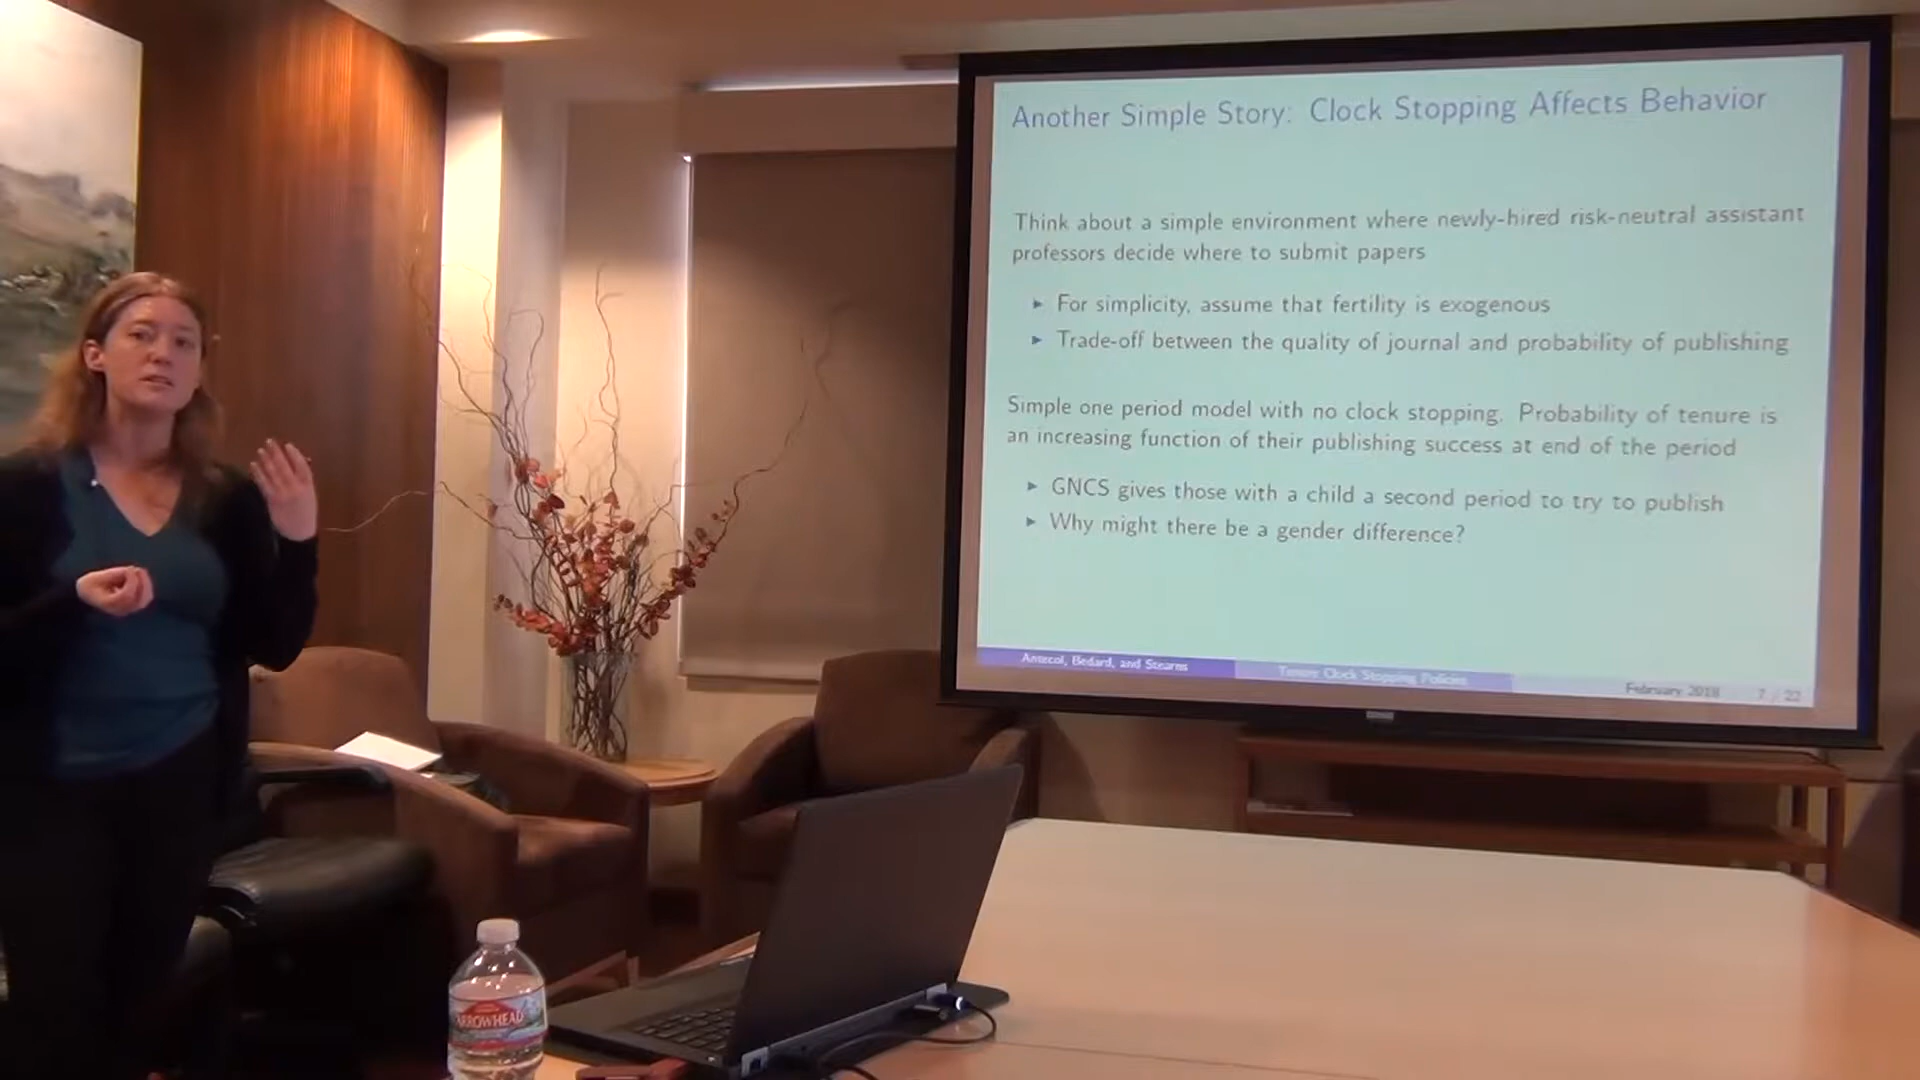 Another Simple Story: Clock Stopping Affects Behavior
Think about a simple environment where newly-hired risk-neutral assistant
professors decide where to submit papers
▶ For simplicity, assume that fertility is exogenous
▶ Trade-off between the quality of journal and probability of publishing
Simple one period model with no clock stopping. Probability of tenure is
an increasing function of their publishing success at end of the period
▶ GNCS gives those with a child a second period to try to publish
▶ Why might there be a gender difference?
Antecol, Bedard, and Stearns
Tenure Clock Stopping Policies
February 2018
7 / 22
ARROWHEAD